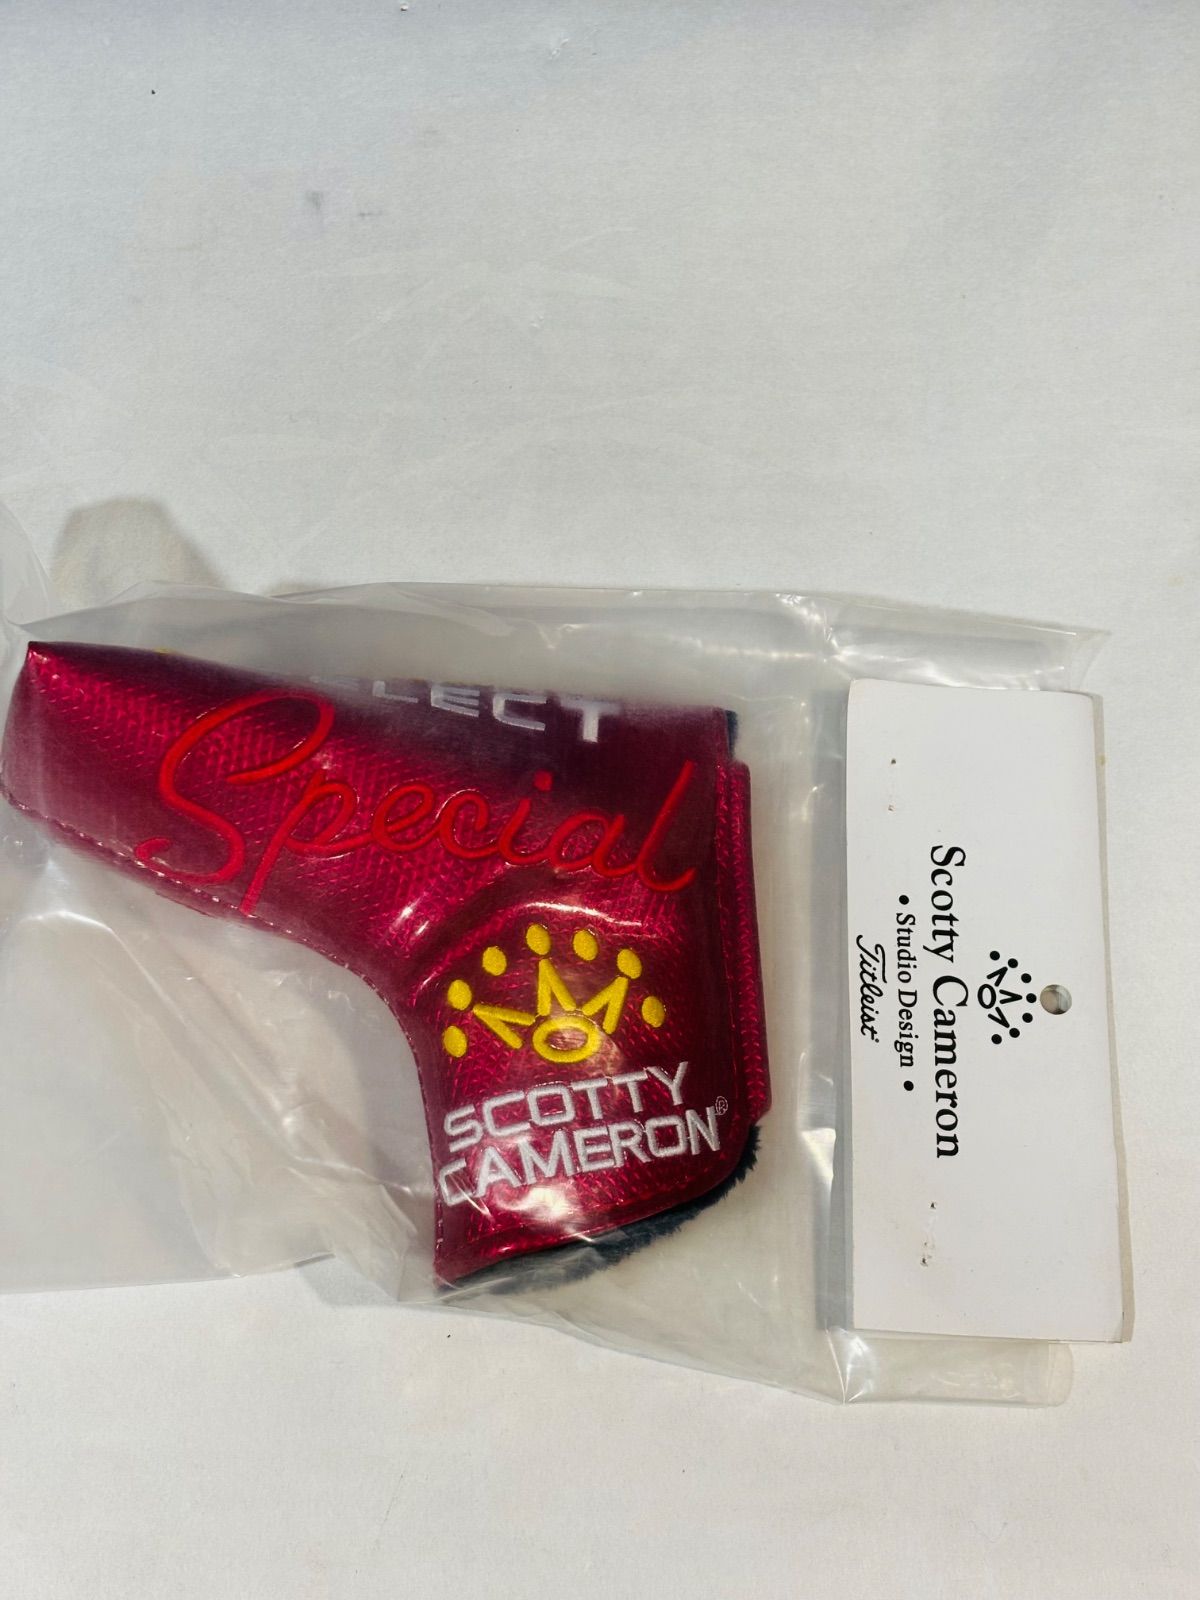 ELECT
Special
SCOTTY
CAMERON®
Scotty Cameron
• Studio Design •
Titleist